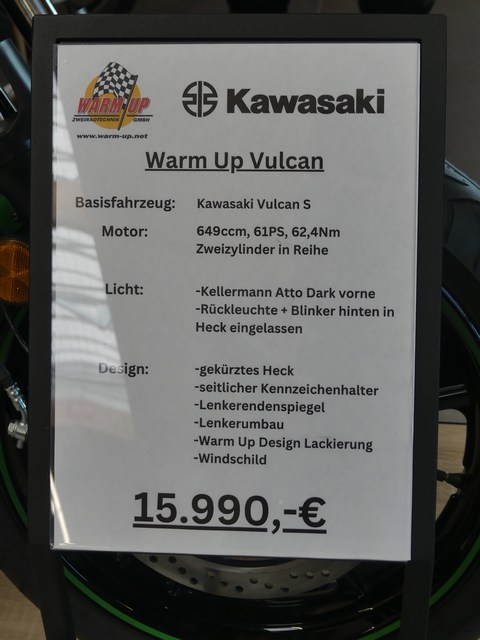 WARM UP
ZWEIRADTECHNIK GMBH
www.warm-up.net
Kawasaki
Warm Up Vulcan
Basisfahrzeug: Kawasaki Vulcan S
Motor: 649ccm, 61PS, 62,4Nm
Zweizylinder in Reihe
Licht: -Kellermann Atto Dark vorne
-Rückleuchte + Blinker hinten in
Heck eingelassen
Design: -gekürztes Heck
-seitlicher Kennzeichenhalter
-Lenkerendenspiegel
-Lenkerumbau
-Warm Up Design Lackierung
-Windschild
15.990,-€